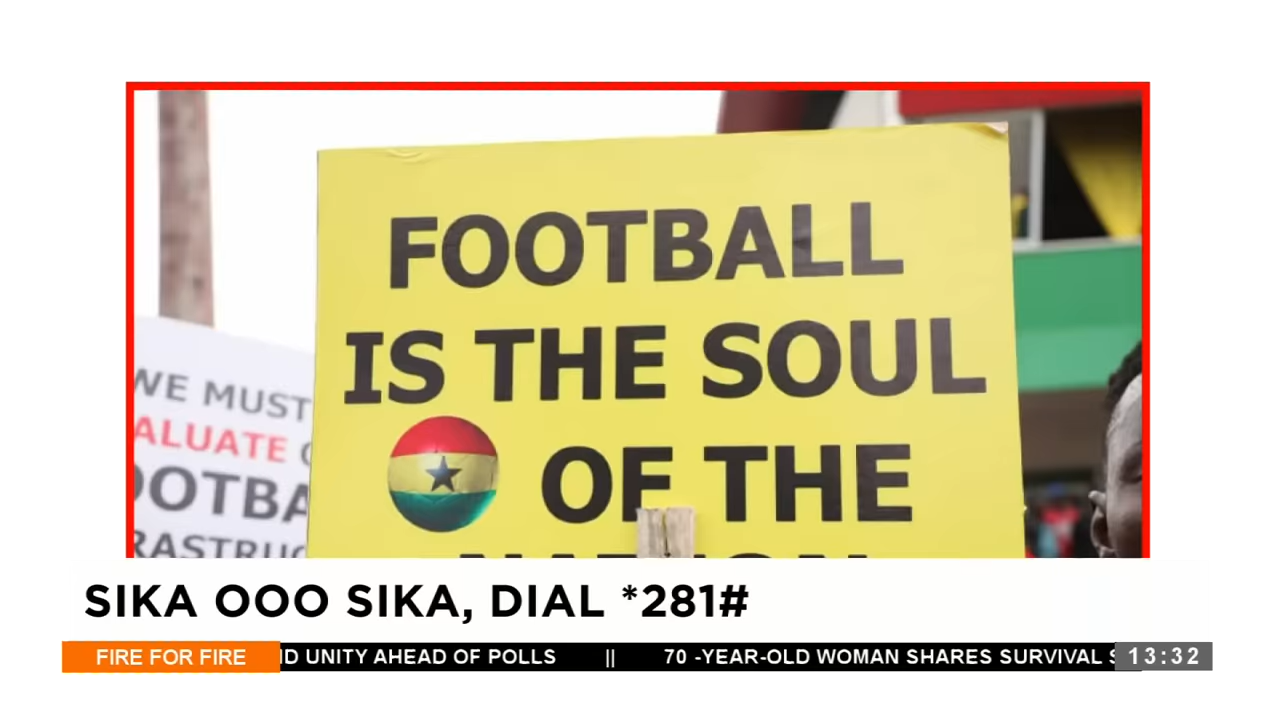 FOOTBALL
IS THE SOUL
OF THE
NATION
WE MUST
SIKA OOO SIKA, DIAL *281#
FIRE FOR FIRE
UNITY AHEAD OF POLLS || 70 -YEAR-OLD WOMAN SHARES SURVIVAL
13:32